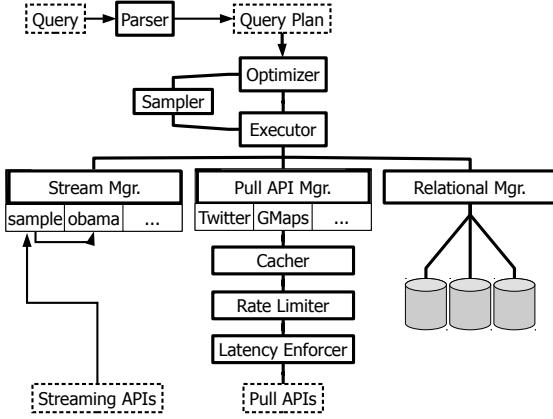 Query
Parser
Query Plan
Optimizer
Sampler
Executor
Stream Mgr.
Pull API Mgr.
Relational Mgr.
sample
obama
...
Twitter
GMaps
...
Cacher
Rate Limiter
Latency Enforcer
Streaming APIs
Pull APIs